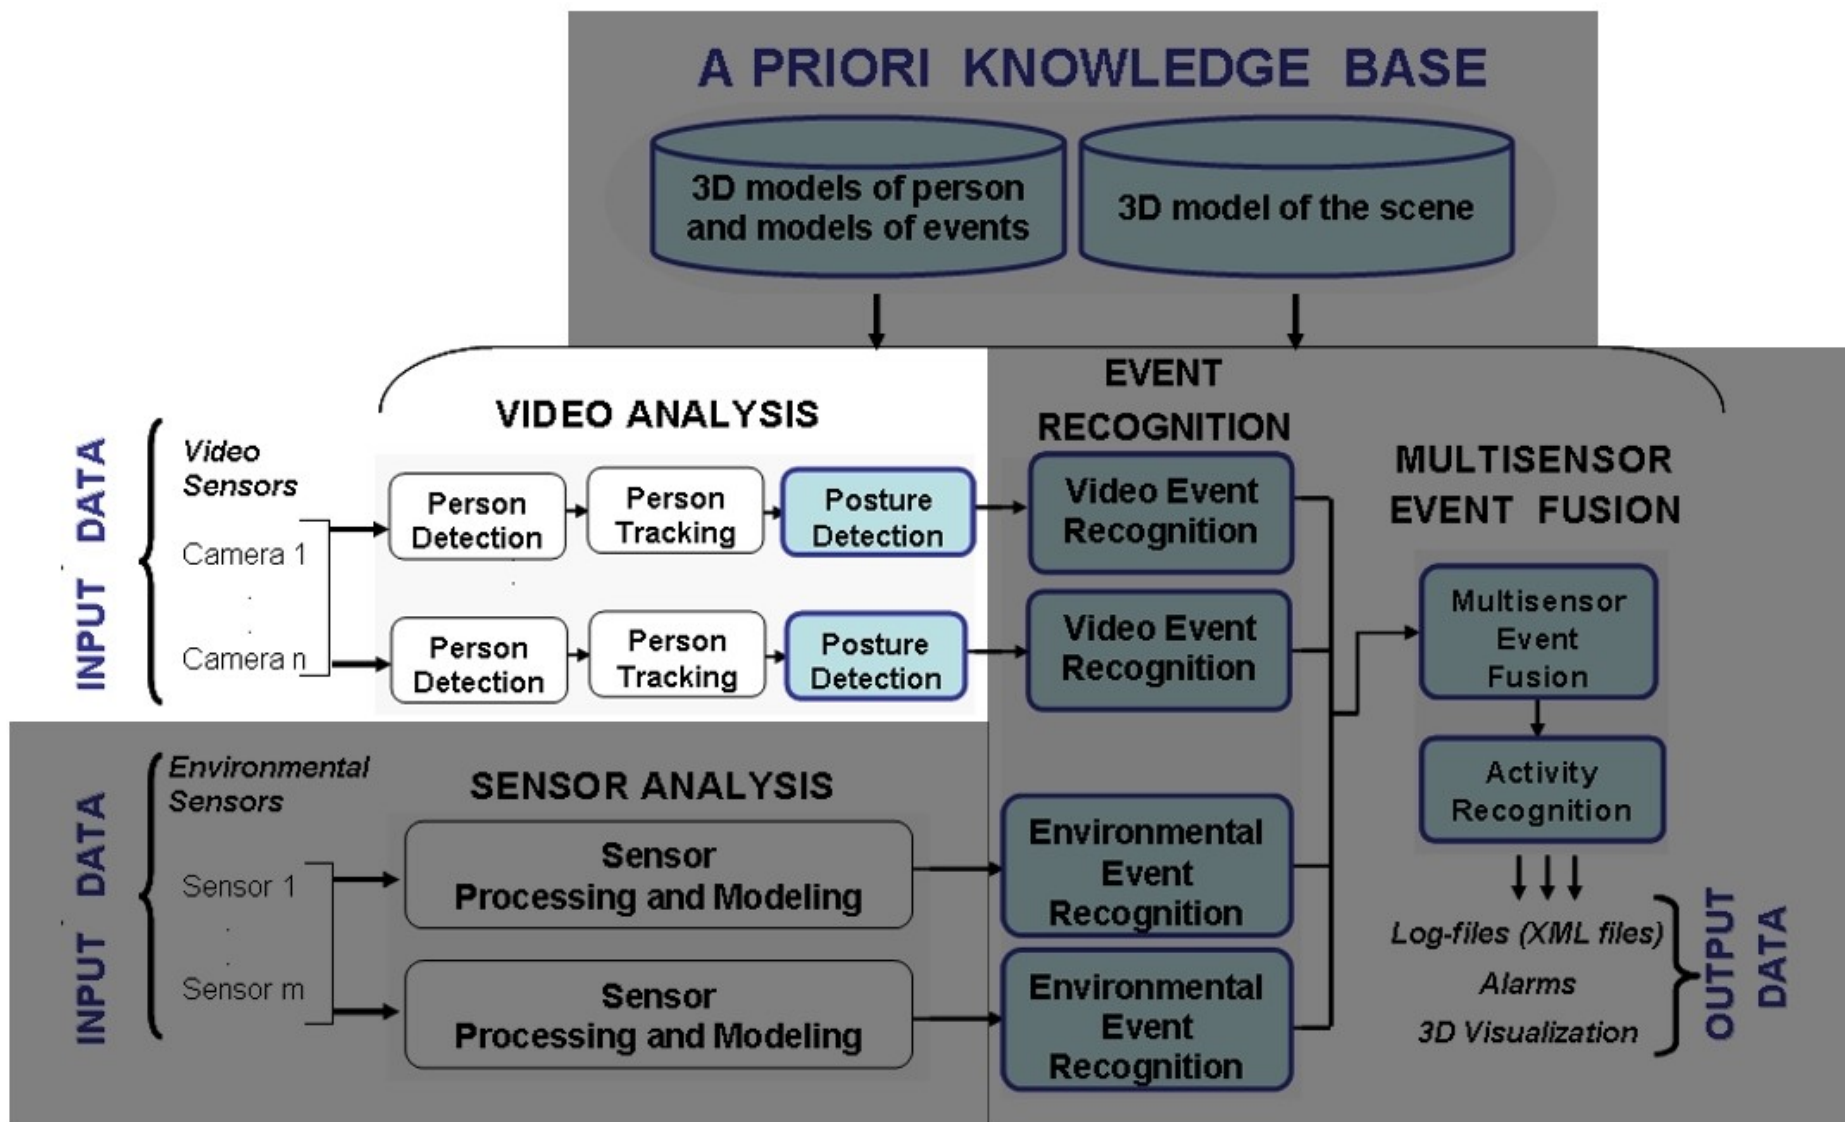 A PRIORI KNOWLEDGE BASE
3D models of person
and models of events
3D model of the scene
VIDEO ANALYSIS
EVENT
RECOGNITION
MULTISENSOR
EVENT FUSION
INPUT DATA
Video
Sensors
Camera 1
Camera n
Person
Detection
Person
Tracking
Posture
Detection
Video Event
Recognition
Person
Detection
Person
Tracking
Posture
Detection
Video Event
Recognition
Multisensor
Event
Fusion
Activity
Recognition
INPUT DATA
Environmental
Sensors
SENSOR ANALYSIS
Sensor 1
Sensor m
Sensor
Processing and Modeling
Environmental
Event
Recognition
Sensor
Processing and Modeling
Environmental
Event
Recognition
Log-files (XML files)
Alarms
3D Visualization
OUTPUT
DATA